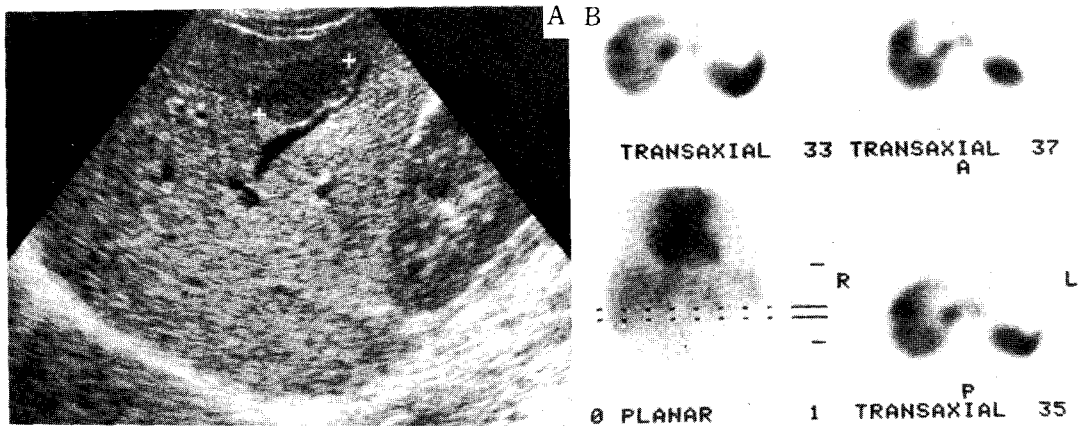 A B
TRANSAXIAL 33 TRANSAXIAL 37
A
R L
P
0 PLANAR 1 TRANSAXIAL 35